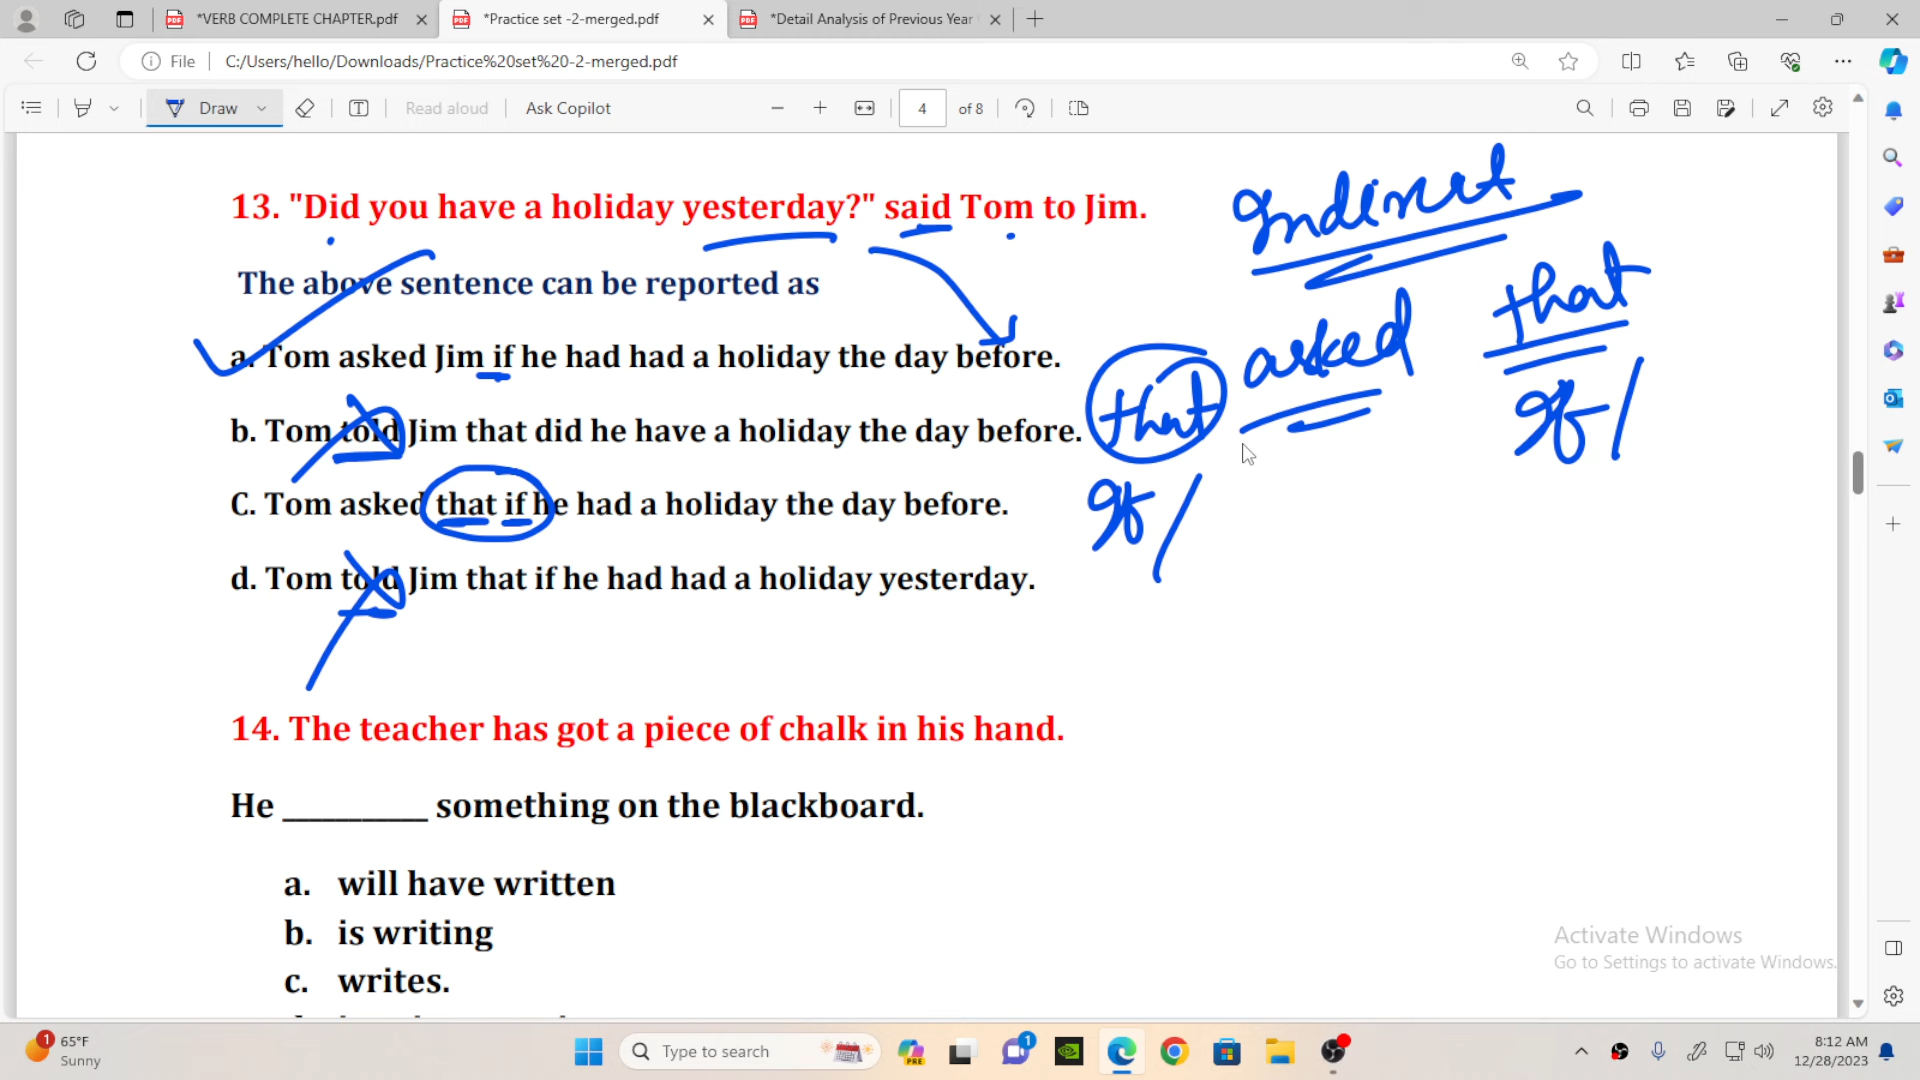 *VERB COMPLETE CHAPTER.pdf
*Practice set -2-merged.pdf
*Detail Analysis of Previous Year
File
C:/Users/hello/Downloads/Practice%20set%20-2-merged.pdf
Draw
Read aloud
Ask Copilot
4
of 8
13. "Did you have a holiday yesterday?" said Tom to Jim.
Indirect
The above sentence can be reported as
that
a. Tom asked Jim if he had had a holiday the day before.
asked
that
If/
b. Tom told Jim that did he have a holiday the day before.
C. Tom asked that if he had a holiday the day before.
If/
d. Tom told Jim that if he had had a holiday yesterday.
14. The teacher has got a piece of chalk in his hand.
He __________ something on the blackboard.
a. will have written
b. is writing
c. writes.
Activate Windows
Go to Settings to activate Windows.
1
65°F
Sunny
Type to search
PRE
1
8:12 AM
12/28/2023